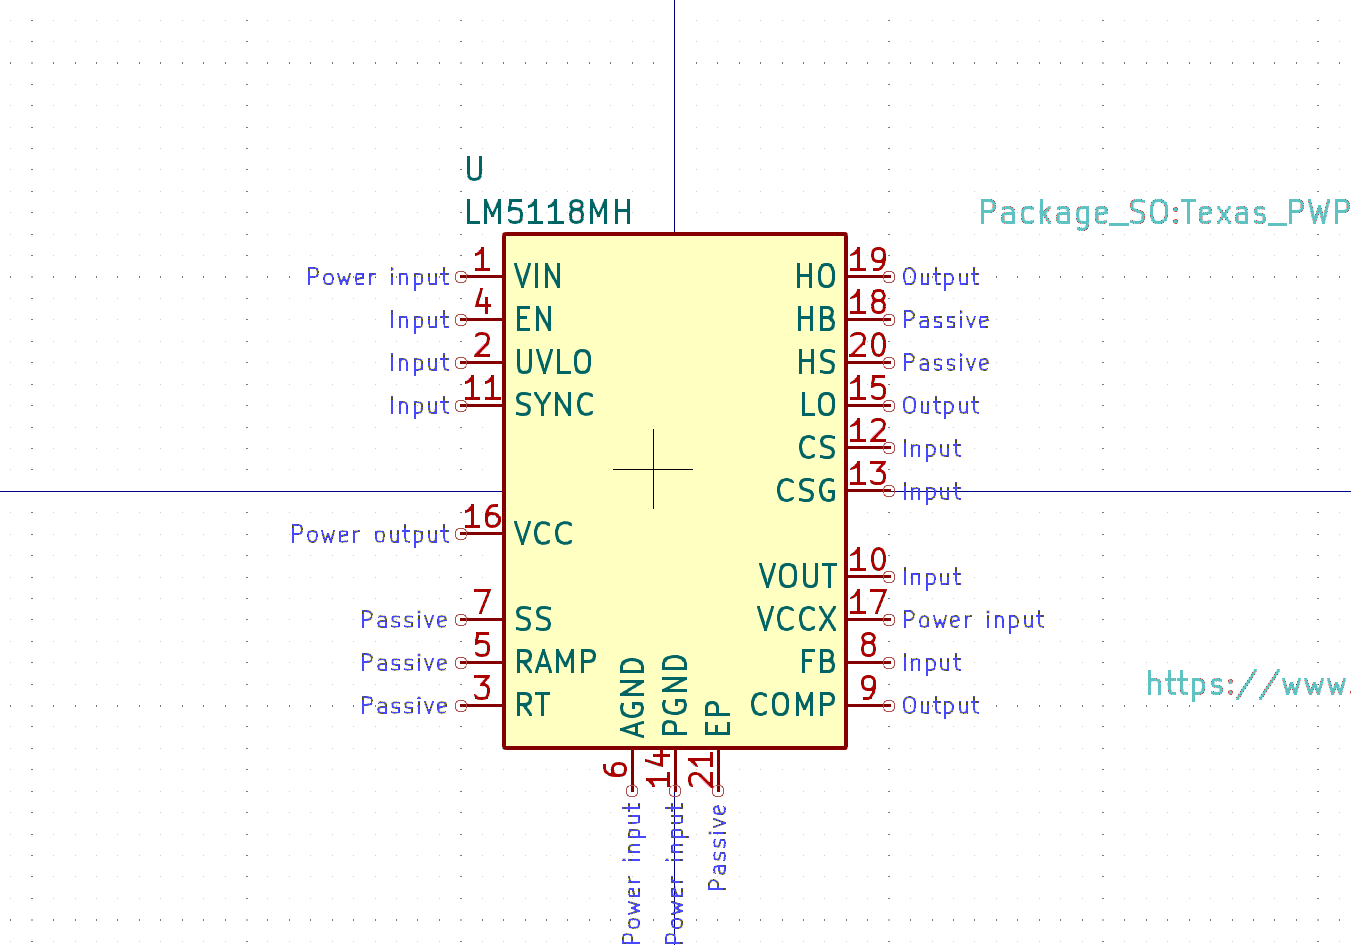 U
LM5118MH
Package_SO:Texas_PWP
Power input 1 VIN HO 19 Output
Input 4 EN HB 18 Passive
Input 2 UVLO HS 20 Passive
Input 11 SYNC LO 15 Output
CS 12 Input
CSG 13 Input
Power output 16 VCC
VOUT 10 Input
Passive 7 SS VCCX 17 Power input
Passive 5 RAMP FB 8 Input
https://www.
Passive 3 RT COMP 9 Output
AGND 6 Power input
PGND 14 Power input
EP 21 Passive